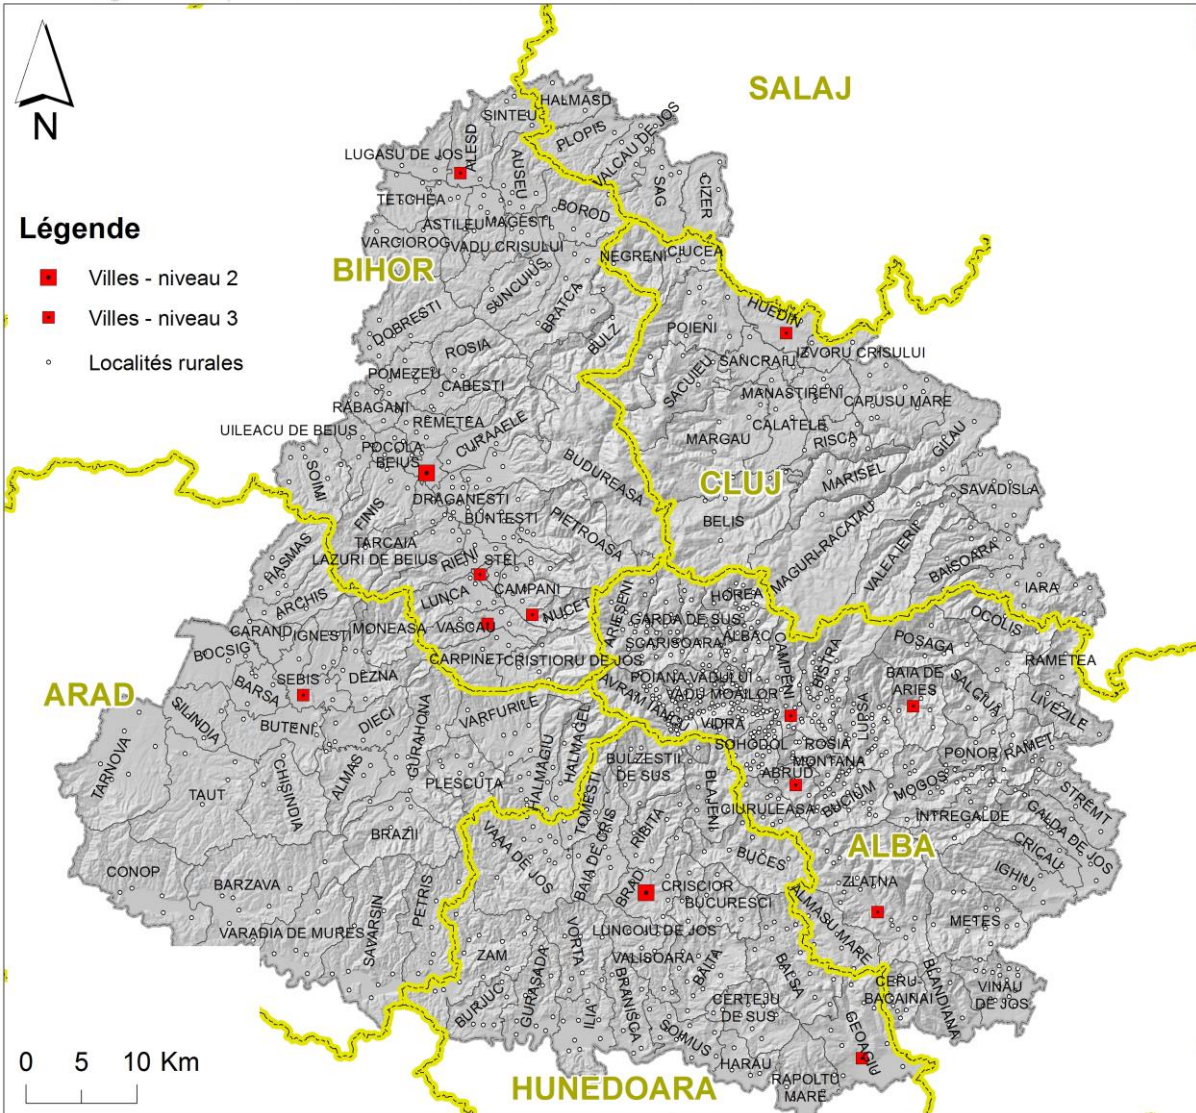 SALAJ
N
HALMASD
SINTEU
PLOPIS
VALCAU DE JOS
LUGASU DE JOS
ALESD
AUSEU
SAG
CIZER
TETCHEA
BOROD
Légende
ASTILEU
MAGESTI
VARCIOROG
VADU CRISULUI
NEGRENI
CIUCEA
BIHOR
Villes - niveau 2
SUNCUIUS
BRATCA
HUEDIN
Villes - niveau 3
DOBRESTI
BULZ
POIENI
ROSIA
IZVORU CRISULUI
Localités rurales
SANCRAIU
SACUIEU
POMEZEU
CABESTI
MANASTIRENI
CAPUSU MARE
RABAGANI
REMETEA
CURAAELE
CALATELE
UILEACU DE BEIUS
MARGAU
RISCA
GILAU
POCOLA
BEIUS
BUDUREASA
SOIMI
MARISEL
CLUJ
SAVADISLA
DRAGANESTI
FINIS
BUNTESTI
PIETROASA
BELIS
MAGURI-RACATAU
VALEA IERII
TARCAIA
HASMAS
LAZURI DE BEIUS
RIENI
STEI
BAISOARA
IARA
CAMPANI
LUNCA
NUCET
ARIESENI
HOREA
ARCHIS
GARDA DE SUS
OCOLIS
CARAND
IGNESTI
MONEASA
VASCAU
SCARISOARA
ALBAC
CAMPENI
BISTRA
POSAGA
BOCSIG
CARPINET
CRISTIORU DE JOS
RAMETEA
ARAD
BARSA
SEBIS
DEZNA
POIANA VADULUI
VADU MOAILOR
BAIA DE
ARIES
SALCIUA
LIVEZILE
AVRAM IANCU
SILINDIA
BUTENI
DIECI
GURAHONA
VARFURILE
VIDRA
LUPSA
SOHODOL
ROSIA
MONTANA
PONOR
RAMET
TARNOVA
HALMAGIU
HALMAGEL
BULZESTII
DE SUS
BLAJENI
ABRUD
TAUT
CHISINDIA
ALMAS
PLESCUTA
TOMESTI
CIURULEASA
BUCIUM
MOGOS
STREMT
INTREGALDE
GALDA DE JOS
BRAZII
VAAA DE JOS
BAIA DE CRIS
RIBITA
BUCES
ALBA
CRICAU
CONOP
BARZAVA
PETRIS
BRAD
CRISCIOR
BUCURESCI
ZLATNA
IGHIU
ALMASU MARE
METES
VARADIA DE MURES
SAVARSIN
LUNCOIU DE JOS
ZAM
VORTA
VALISOARA
BAITA
BALSA
BURJUC
GURASADA
ILIA
BRANISCA
CERTEJU
DE SUS
CERU-
BACAINAI
BLANDANA
VINAU
DE JOS
SOIMUS
GEOAGIU
0 5 10 Km
HARAU
RAPOLTU
MARE
HUNEDOARA